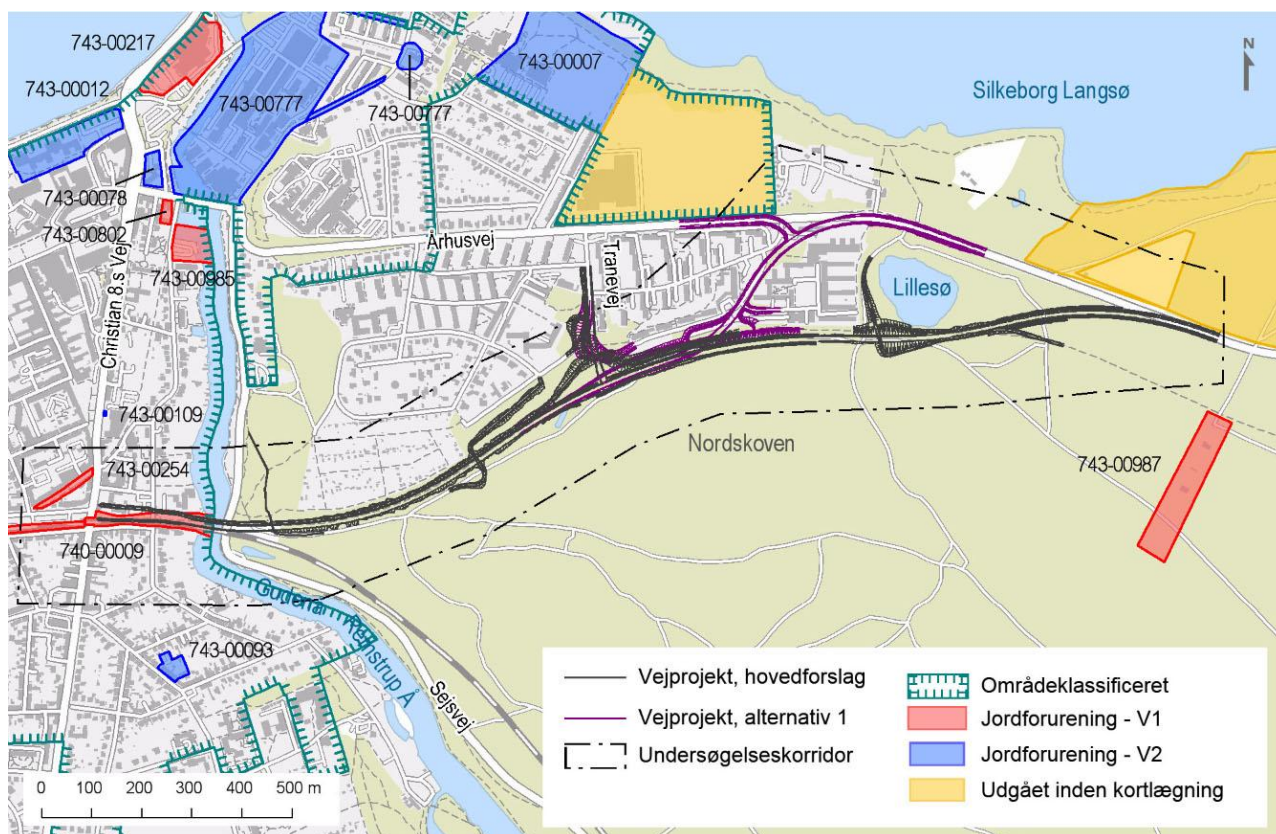 743-00217
743-00012
743-00777
743-00777
743-00007
N
Silkeborg Langsø
743-00078
743-00802
743-00985
Christian 8.s Vej
Århusvej
Tranevej
Lillesø
743-00109
743-00254
Nordskoven
743-00987
740-00009
Gudenå
Remstrup Å
743-00093
Sejsvej
Vejprojekt, hovedforslag
Vejprojekt, alternativ 1
Undersøgelseskorridor
Områdeklassificeret
Jordforurening - V1
Jordforurening - V2
Udgået inden kortlægning
0 100 200 300 400 500 m